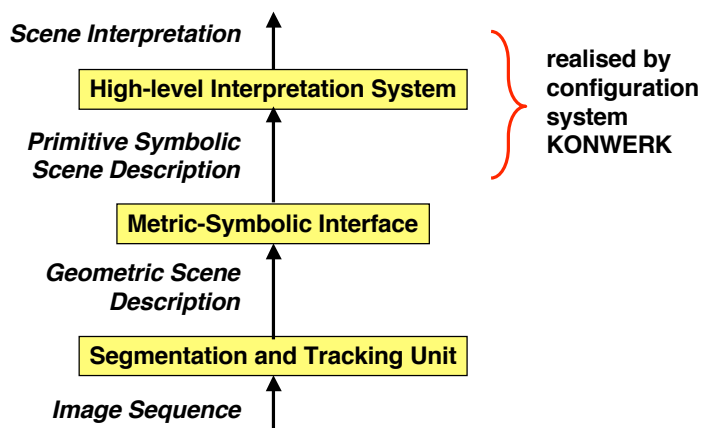 Scene Interpretation
High-level Interpretation System
realised by
configuration
system
KONWERK
Primitive Symbolic
Scene Description
Metric-Symbolic Interface
Geometric Scene
Description
Segmentation and Tracking Unit
Image Sequence